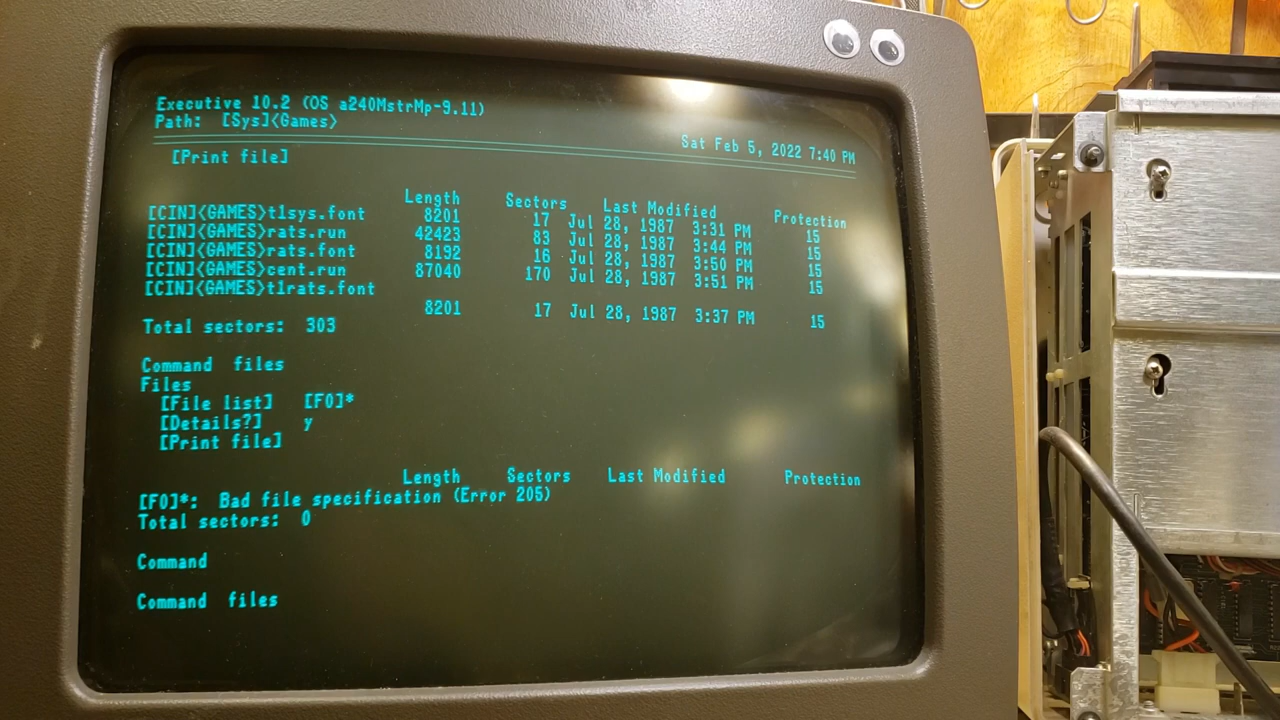 Executive 10.2 (OS a240MstrMp-9.11)
Path: [Sys]<Games>
Sat Feb 5, 2022 7:40 PM
[Print file]
Length Sectors Last Modified Protection
[CIN]<GAMES>t1sys.font 8201 17 Jul 28, 1987 3:31 PM 15
[CIN]<GAMES>rats.run 42423 83 Jul 28, 1987 3:44 PM 15
[CIN]<GAMES>rats.font 8192 16 Jul 28, 1987 3:50 PM 15
[CIN]<GAMES>cent.run 87040 170 Jul 28, 1987 3:51 PM 15
[CIN]<GAMES>t1rats.font
8201 17 Jul 28, 1987 3:37 PM 15
Total sectors: 303
Command files
Files
[File list] [F0]*
[Details?] y
[Print file]
Length Sectors Last Modified Protection
[F0]*: Bad file specification (Error 205)
Total sectors: 0
Command
Command files